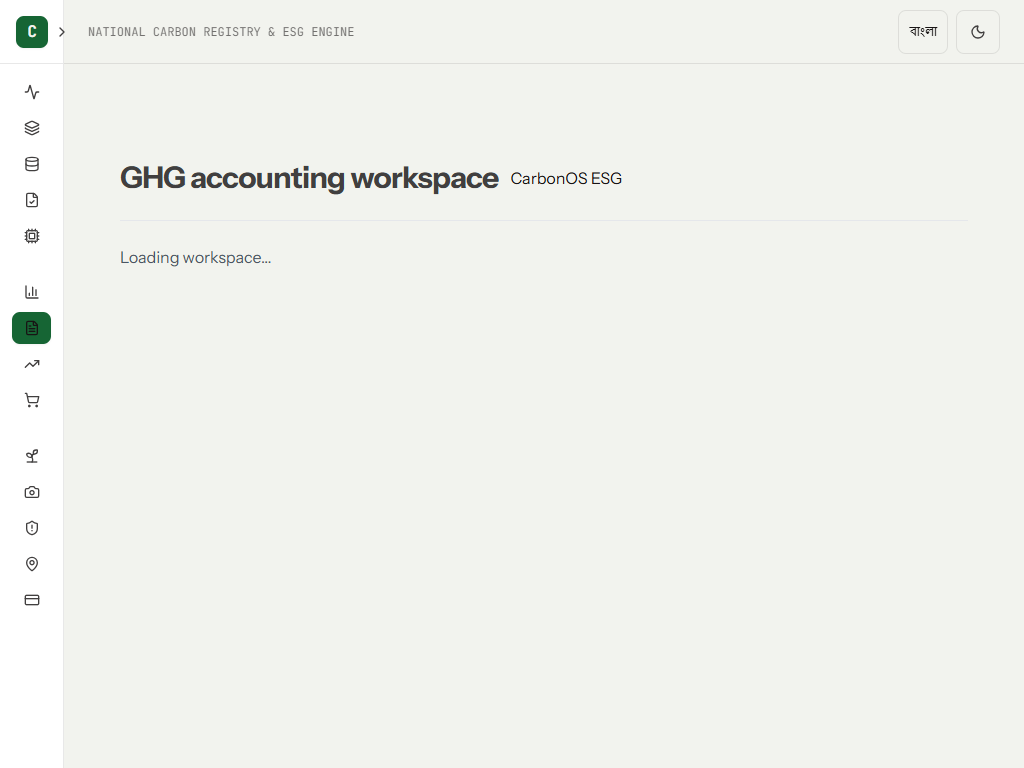 C
NATIONAL CARBON REGISTRY & ESG ENGINE
বাংলা
GHG accounting workspace CarbonOS ESG
Loading workspace...